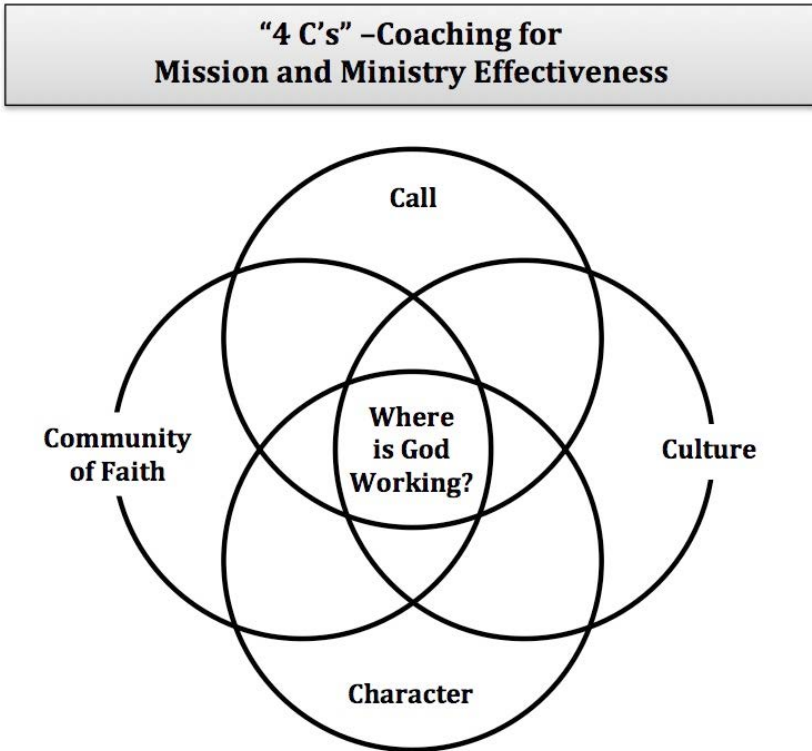 “4 C’s” –Coaching for
Mission and Ministry Effectiveness
Call
Community
of Faith
Where
is God
Working?
Culture
Character